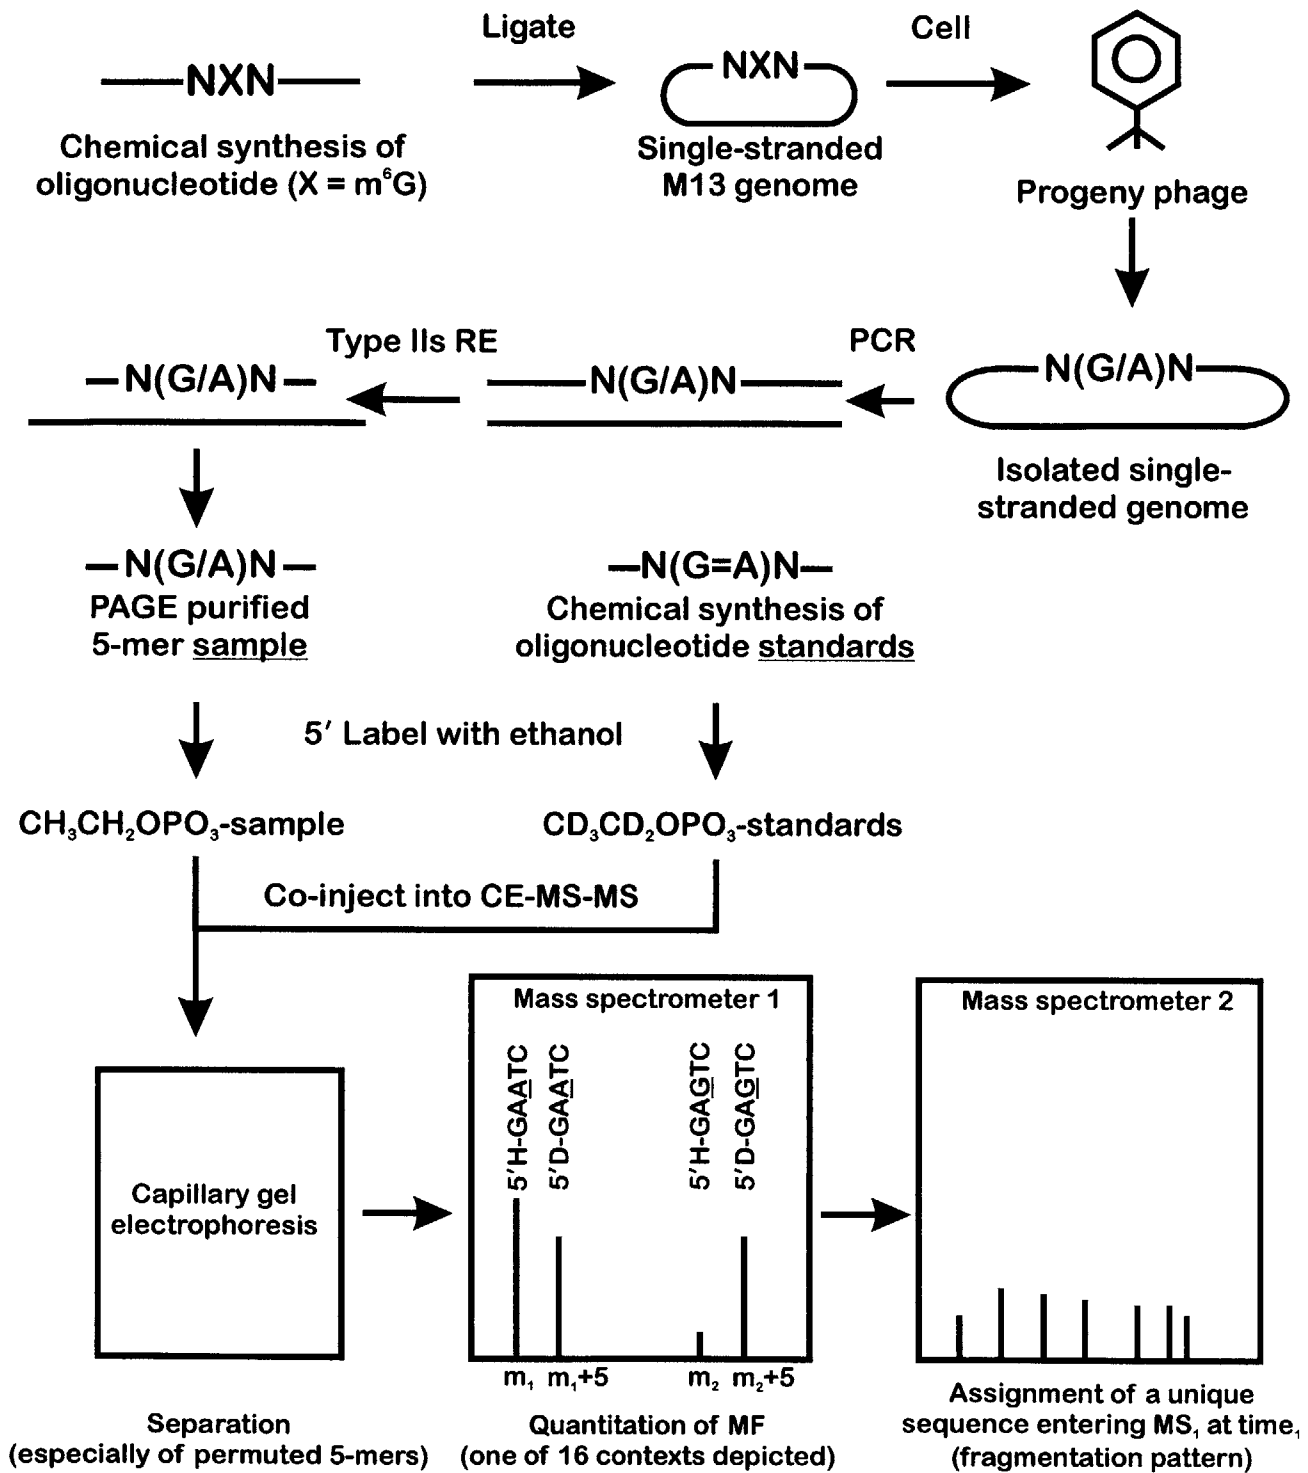 Ligate
Cell
NXN
NXN
Chemical synthesis of
oligonucleotide (X = m⁶G)
Single-stranded
M13 genome
Progeny phage
Type IIs RE
PCR
N(G/A)N
N(G/A)N
N(G/A)N
Isolated single-
stranded genome
N(G/A)N
PAGE purified
5-mer sample
N(G=A)N
Chemical synthesis of
oligonucleotide standards
5′ Label with ethanol
CH₃CH₂OPO₃-sample
CD₃CD₂OPO₃-standards
Co-inject into CE-MS-MS
Capillary gel
electrophoresis
Separation
(especially of permuted 5-mers)
Mass spectrometer 1
5′H-GAATC
5′D-GAATC
5′H-GAGTC
5′D-GAGTC
m₁ m₁+5 m₂ m₂+5
Quantitation of MF
(one of 16 contexts depicted)
Mass spectrometer 2
Assignment of a unique
sequence entering MS₁ at time₁
(fragmentation pattern)